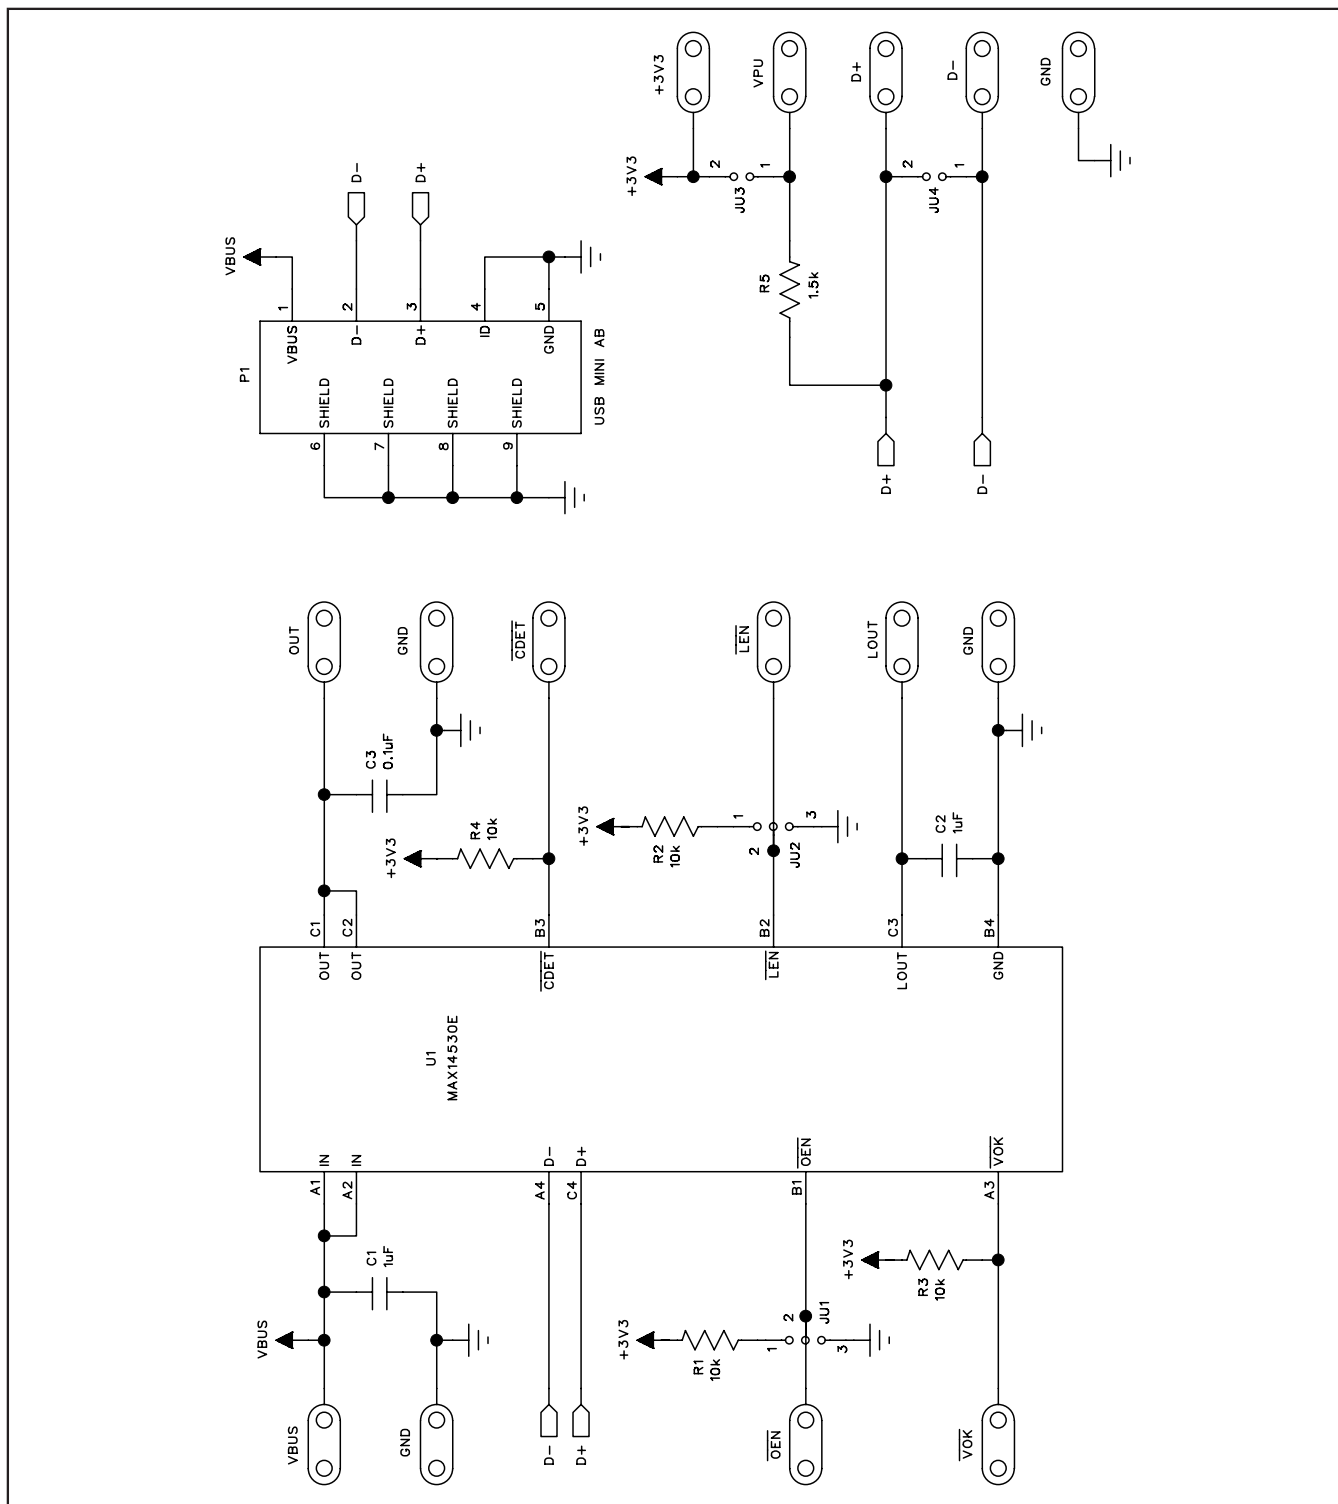 VBUS
GND
D-
D+
OEN
VOK
VBUS
C1
1uF
+3V3
R1
10k
1
2
3
JU1
+3V3
R3
10k
A1
A2
A4
C4
B1
A3
IN
IN
D-
D+
OEN
VOK
U1
MAX14530E
OUT
OUT
CDET
LEN
LOUT
GND
C1
C2
B3
B2
C3
B4
C3
0.1uF
+3V3
R4
10k
+3V3
R2
10k
1
2
3
JU2
C2
1uF
OUT
GND
CDET
LEN
LOUT
GND
P1
6
7
8
9
SHIELD
SHIELD
SHIELD
SHIELD
VBUS
D-
D+
ID
GND
USB MINI AB
1
2
3
4
5
VBUS
D-
D+
D+
D-
R5
1.5k
+3V3
2
JU3
1
2
JU4
1
+3V3
VPU
D+
D-
GND